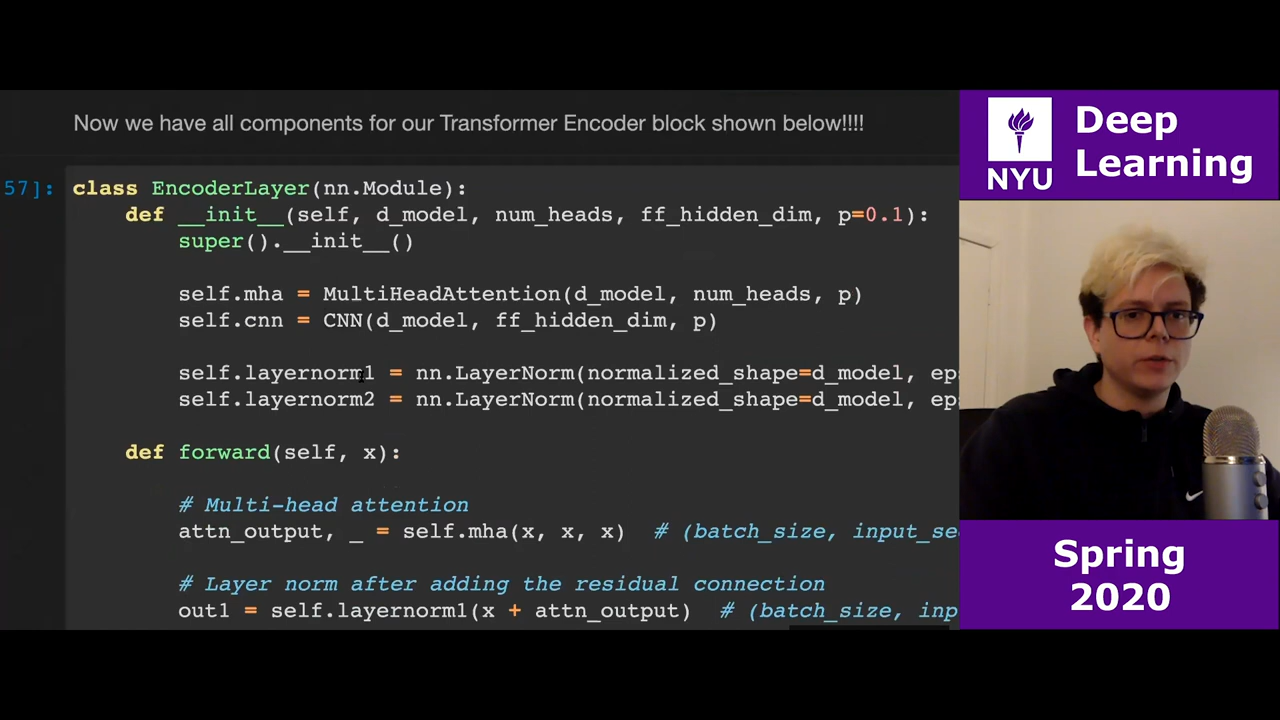 Now we have all components for our Transformer Encoder block shown below!!!!
57]: class EncoderLayer(nn.Module):
def __init__(self, d_model, num_heads, ff_hidden_dim, p=0.1):
super().__init__()
self.mha = MultiHeadAttention(d_model, num_heads, p)
self.cnn = CNN(d_model, ff_hidden_dim, p)
self.layernorm1 = nn.LayerNorm(normalized_shape=d_model, ep
self.layernorm2 = nn.LayerNorm(normalized_shape=d_model, ep
def forward(self, x):
# Multi-head attention
attn_output, _ = self.mha(x, x, x)  # (batch_size, input_se
# Layer norm after adding the residual connection
out1 = self.layernorm1(x + attn_output)  # (batch_size, inp
NYU
Deep
Learning
Spring
2020